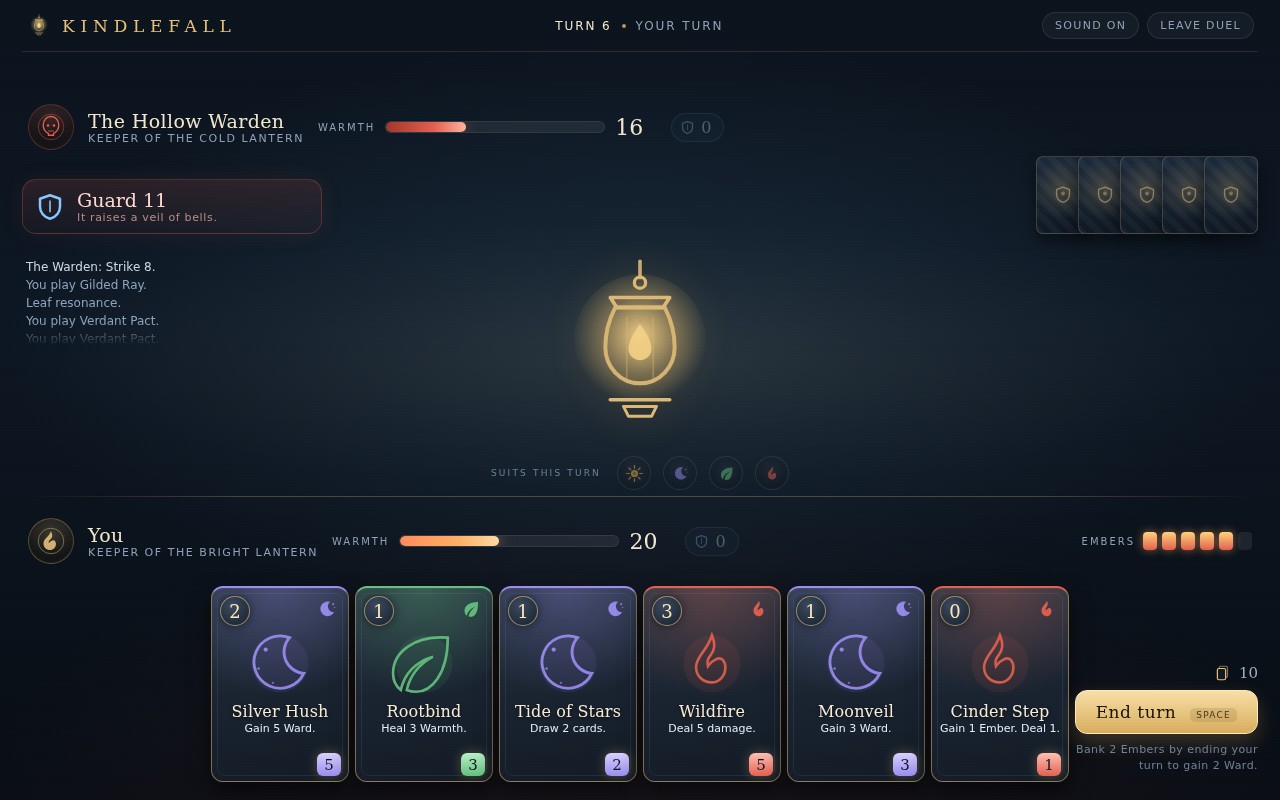 KINDLEFALL
TURN 6 • YOUR TURN
SOUND ON
LEAVE DUEL
The Hollow Warden
KEEPER OF THE COLD LANTERN
WARMTH
16
0
Guard 11
It raises a veil of bells.
The Warden: Strike 8.
You play Gilded Ray.
Leaf resonance.
You play Verdant Pact.
You play Verdant Pact.
SUITS THIS TURN
You
KEEPER OF THE BRIGHT LANTERN
WARMTH
20
0
EMBERS
2
Silver Hush
Gain 5 Ward.
5
1
Rootbind
Heal 3 Warmth.
3
1
Tide of Stars
Draw 2 cards.
2
3
Wildfire
Deal 5 damage.
5
1
Moonveil
Gain 3 Ward.
3
0
Cinder Step
Gain 1 Ember. Deal 1.
1
10
End turn SPACE
Bank 2 Embers by ending your
turn to gain 2 Ward.